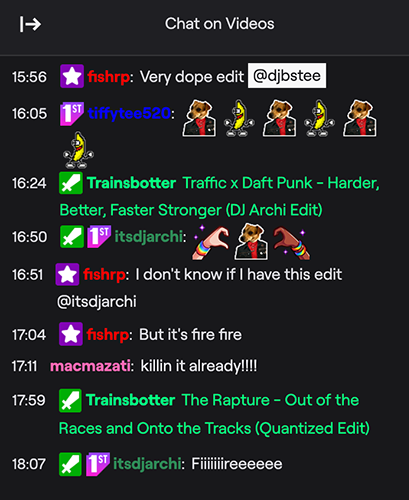 Chat on Videos
15:56 fishrp: Very dope edit @djbstee
16:05 1ST tiffytee520:
16:24 Trainsbotter Traffic x Daft Punk - Harder,
Better, Faster Stronger (DJ Archi Edit)
16:50 1ST itsdjarchi:
16:51 fishrp: I don't know if I have this edit
@itsdjarchi
17:04 fishrp: But it's fire fire
17:11 macmazati: killin it already!!!!
17:59 Trainsbotter The Rapture - Out of the
Races and Onto the Tracks (Quantized Edit)
18:07 1ST itsdjarchi: Fiiiiiiireeeeee